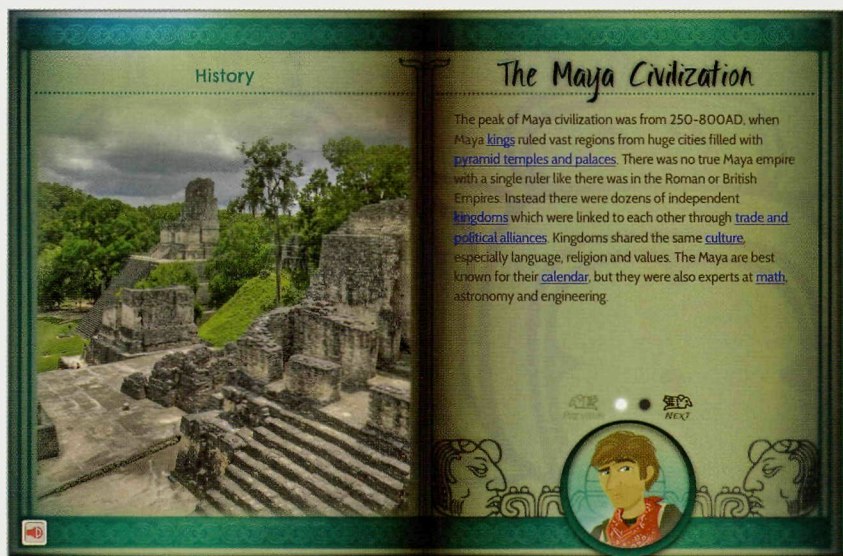 History
The Maya Civilization
The peak of Maya civilization was from 250-800AD, when
Maya kings ruled vast regions from huge cities filled with
pyramid temples and palaces. There was no true Maya empire
with a single ruler like there was in the Roman or British
Empires. Instead there were dozens of independent
kingdoms which were linked to each other through trade and
political alliances. Kingdoms shared the same culture,
especially language, religion and values. The Maya are best
known for their calendar, but they were also experts at math,
astronomy and engineering
NEXT